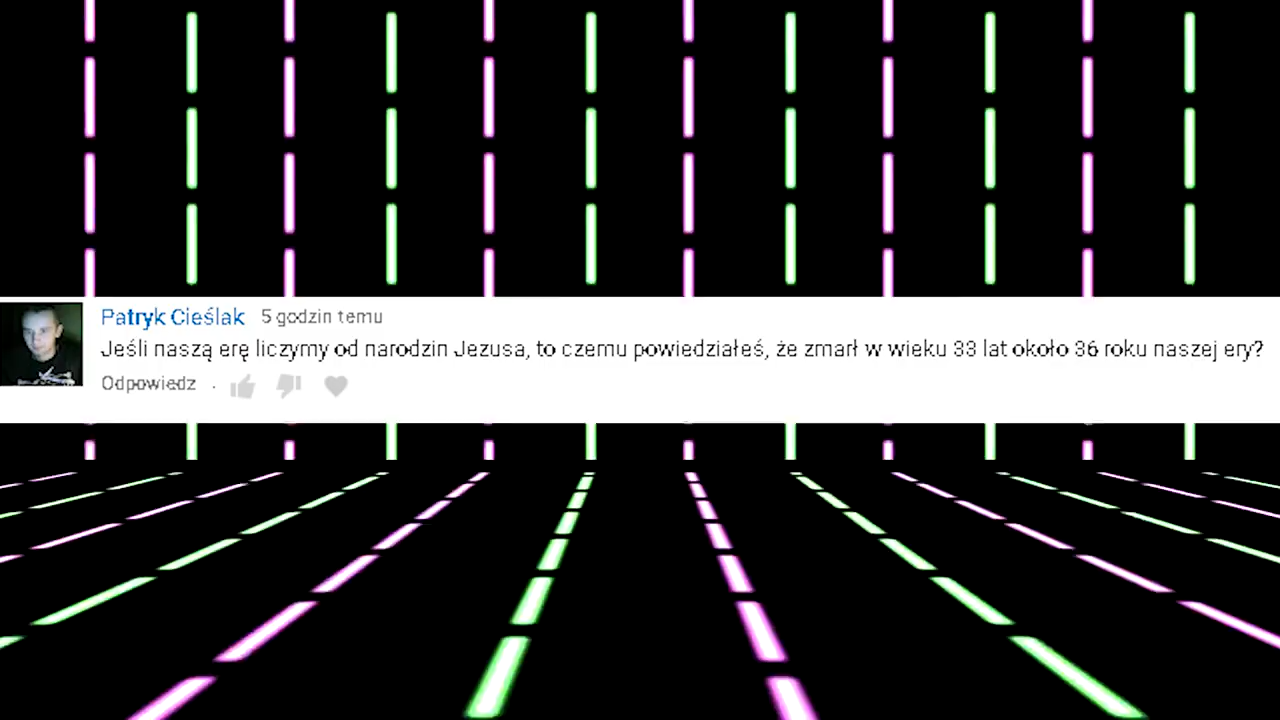 Patryk Cieślak 5 godzin temu
Jeśli naszą erę liczymy od narodzin Jezusa, to czemu powiedziałeś, że zmarł w wieku 33 lat około 36 roku naszej ery?
Odpowiedz ·